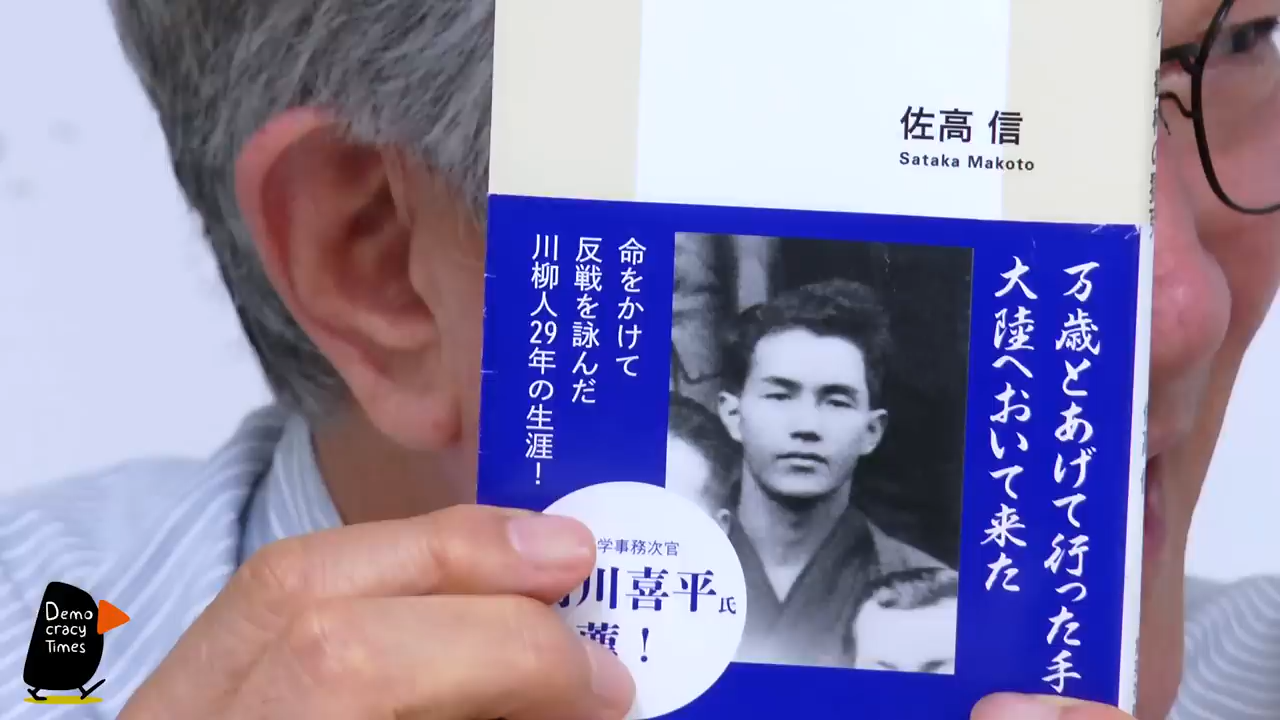 佐高 信
Sataka Makoto
万歳とあげて行った手
大陸へおいて来た
命をかけて
反戦を詠んだ
川柳人29年の生涯！
学事務次官
川喜平氏
薦！
Demo
cracy
Times